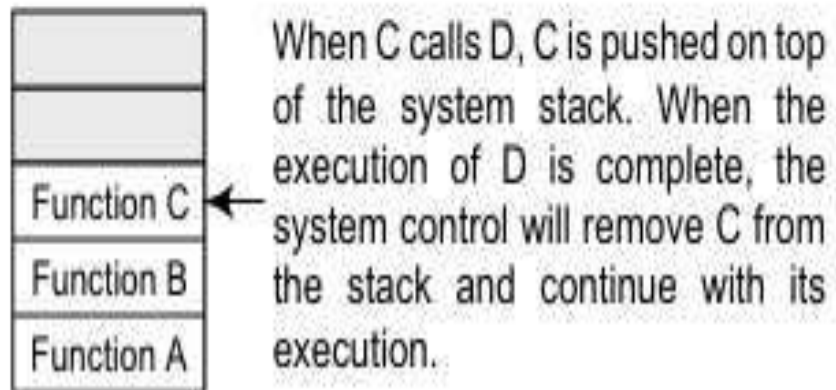 Function C
Function B
Function A
When C calls D, C is pushed on top
of the system stack. When the
execution of D is complete, the
system control will remove C from
the stack and continue with its
execution.